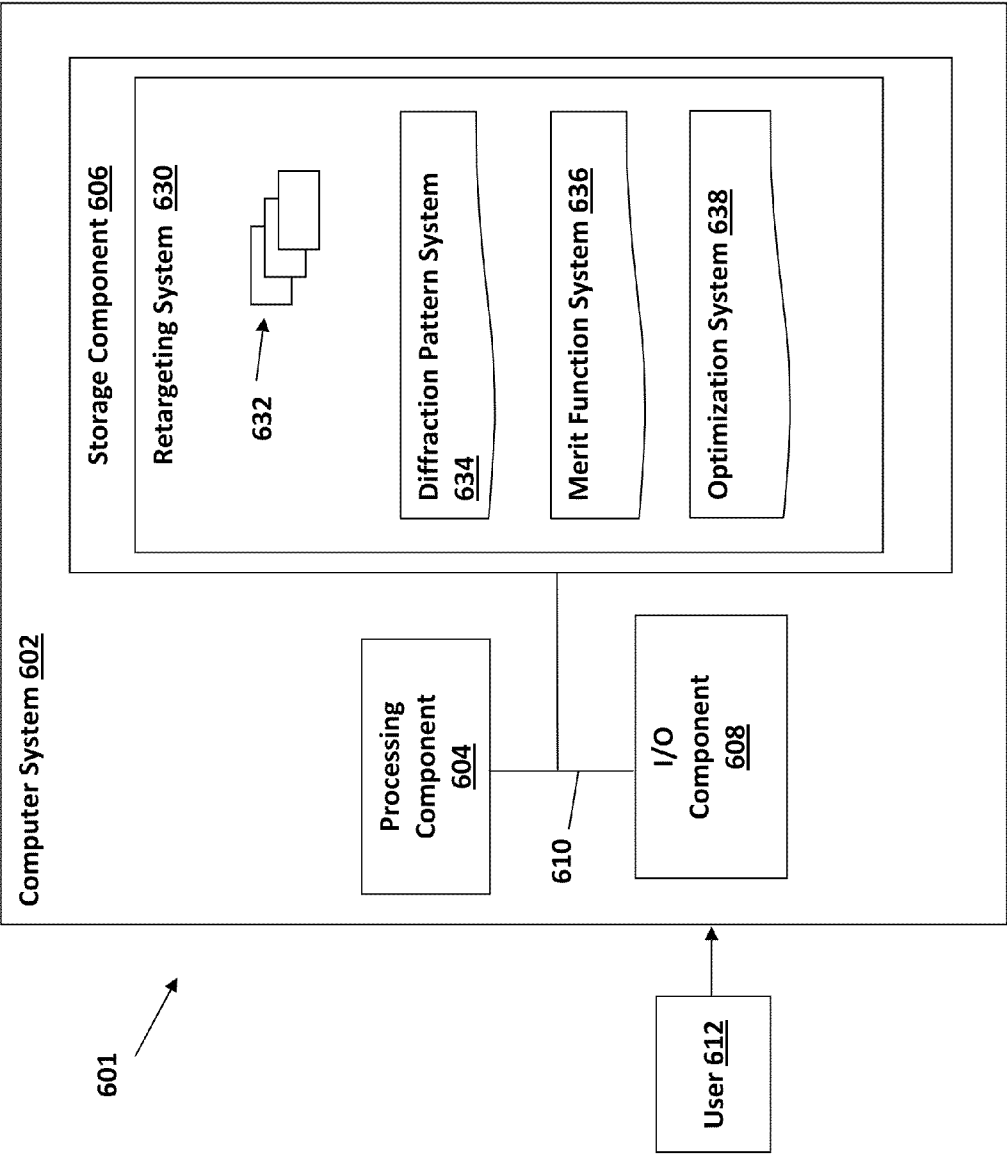 601
Computer System 602
Storage Component 606
Retargeting System 630
632
Diffraction Pattern System
634
Merit Function System 636
Optimization System 638
Processing
Component
604
610
I/O
Component
608
User 612